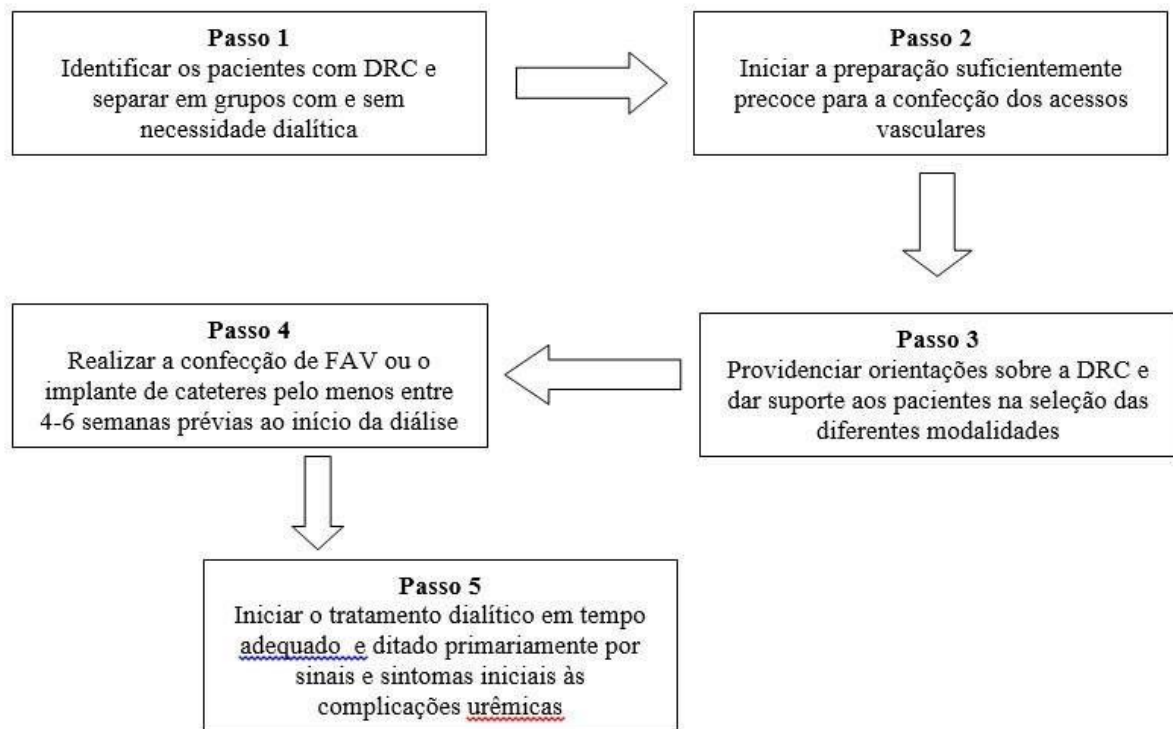 Passo 1
Identificar os pacientes com DRC e
separar em grupos com e sem
necessidade dialítica
Passo 2
Iniciar a preparação suficientemente
precoce para a confecção dos acessos
vasculares
Passo 3
Providenciar orientações sobre a DRC e
dar suporte aos pacientes na seleção das
diferentes modalidades
Passo 4
Realizar a confecção de FAV ou o
implante de cateteres pelo menos entre
4-6 semanas prévias ao início da diálise
Passo 5
Iniciar o tratamento dialítico em tempo
adequado e ditado primariamente por
sinais e sintomas iniciais às
complicações urêmicas